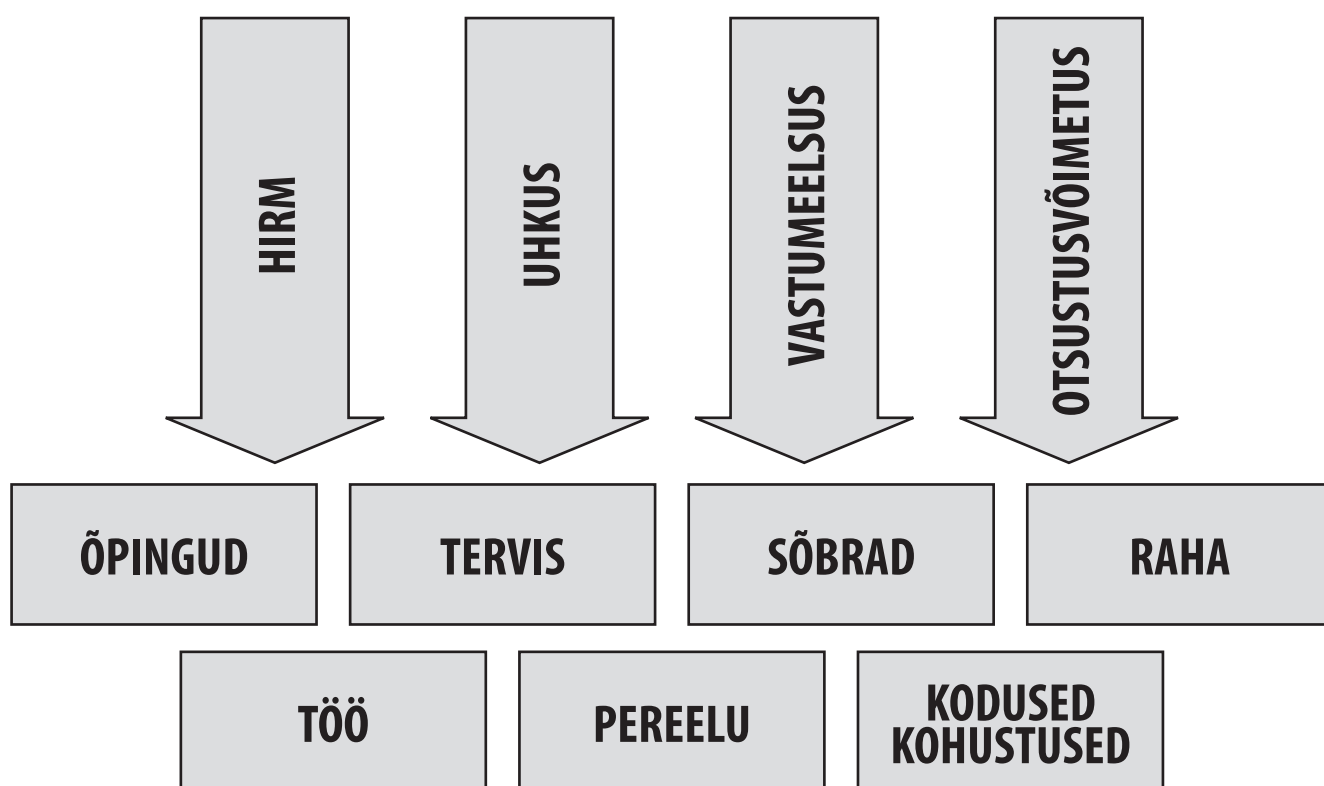 HIRM
UHKUS
VASTUMEELSUS
OTSUSTUSVÕIMETUS
ÕPINGUD
TERVIS
SÕBRAD
RAHA
TÖÖ
PEREELU
KODUSED
KOHUSTUSED